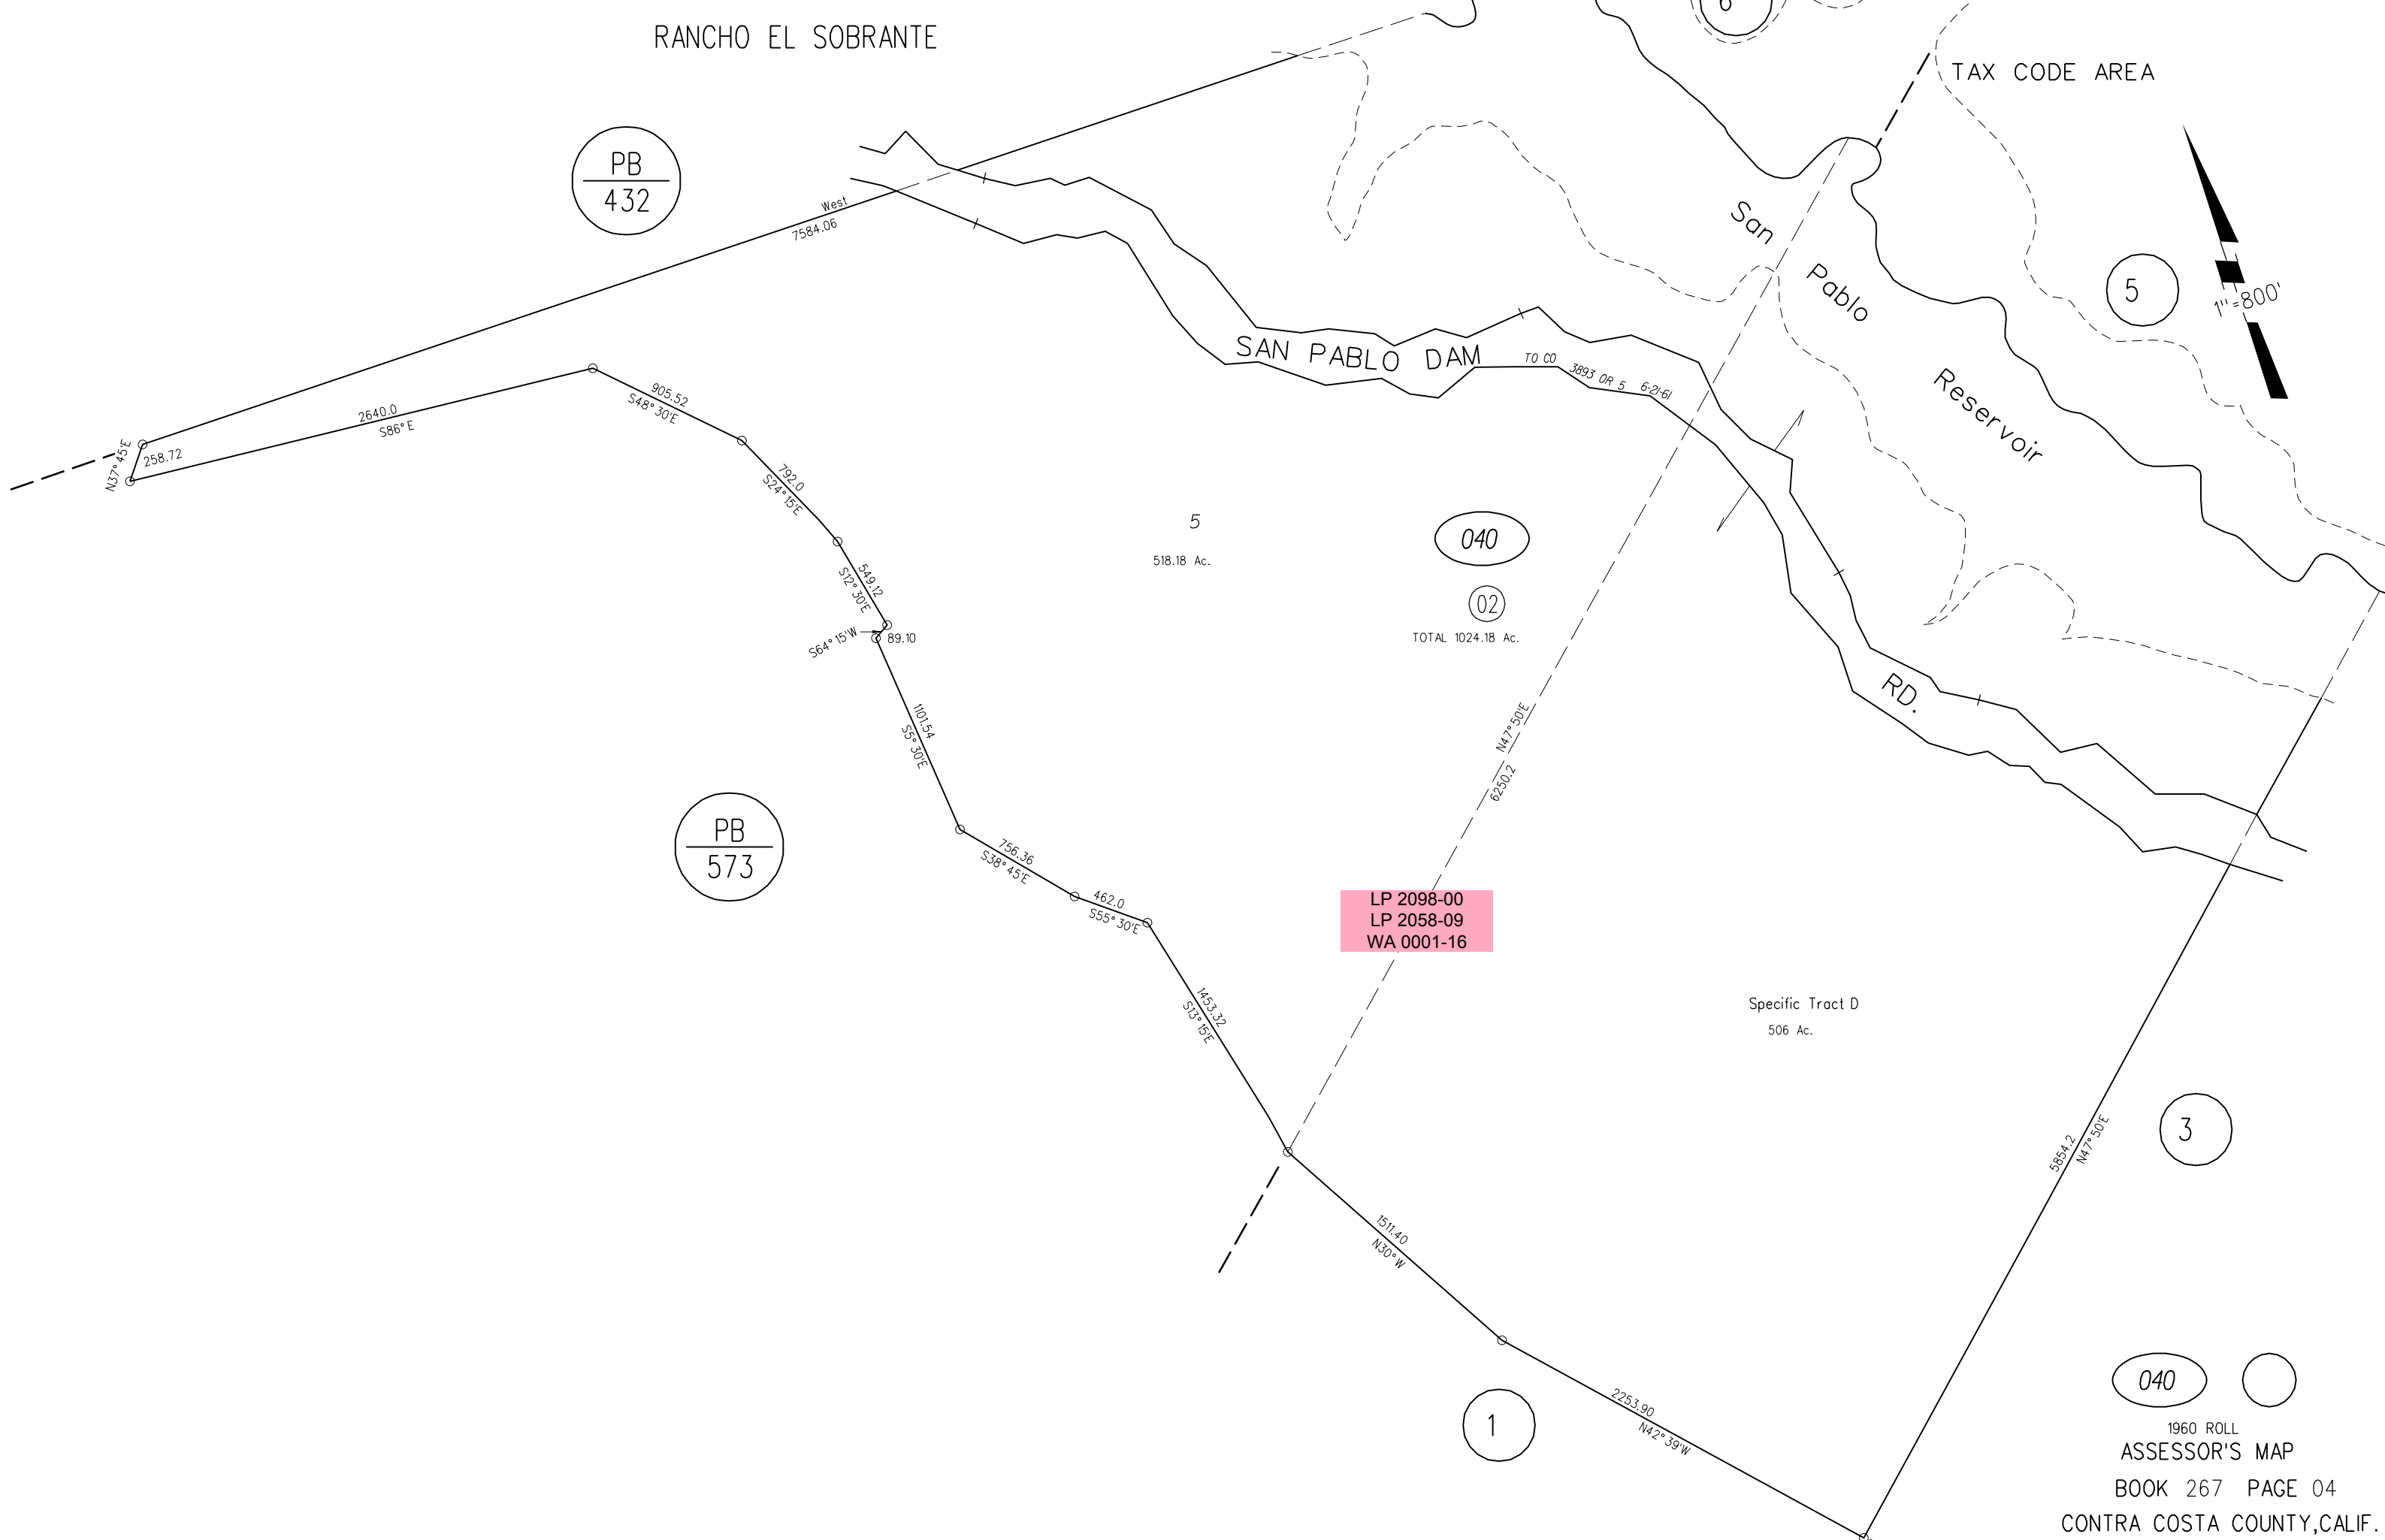 RANCHO EL SOBRANTE
6
TAX CODE AREA
PB
432
West
7584.06
San
Pablo
Reservoir
5
1"=800'
SAN PABLO DAM
TO CO
3893 OR 5
6-21-61
RD.
2640.0
S86°E
N37°45'E
258.72
905.52
S48°30'E
792.0
S24°15'E
549.12
S12°30'E
S64°15'W
89.10
5
518.18 Ac.
040
02
TOTAL 1024.18 Ac.
N47°50'E
6250.2
1101.54
S5°30'E
PB
573
756.36
S38°45'E
462.0
S55°30'E
LP 2098-00
LP 2058-09
WA 0001-16
1453.32
S13°15'E
Specific Tract D
506 Ac.
3
5854.2
N47°50'E
1511.40
N30°W
1
2253.90
N42°39'W
040
1960 ROLL
ASSESSOR'S MAP
BOOK 267 PAGE 04
CONTRA COSTA COUNTY,CALIF.